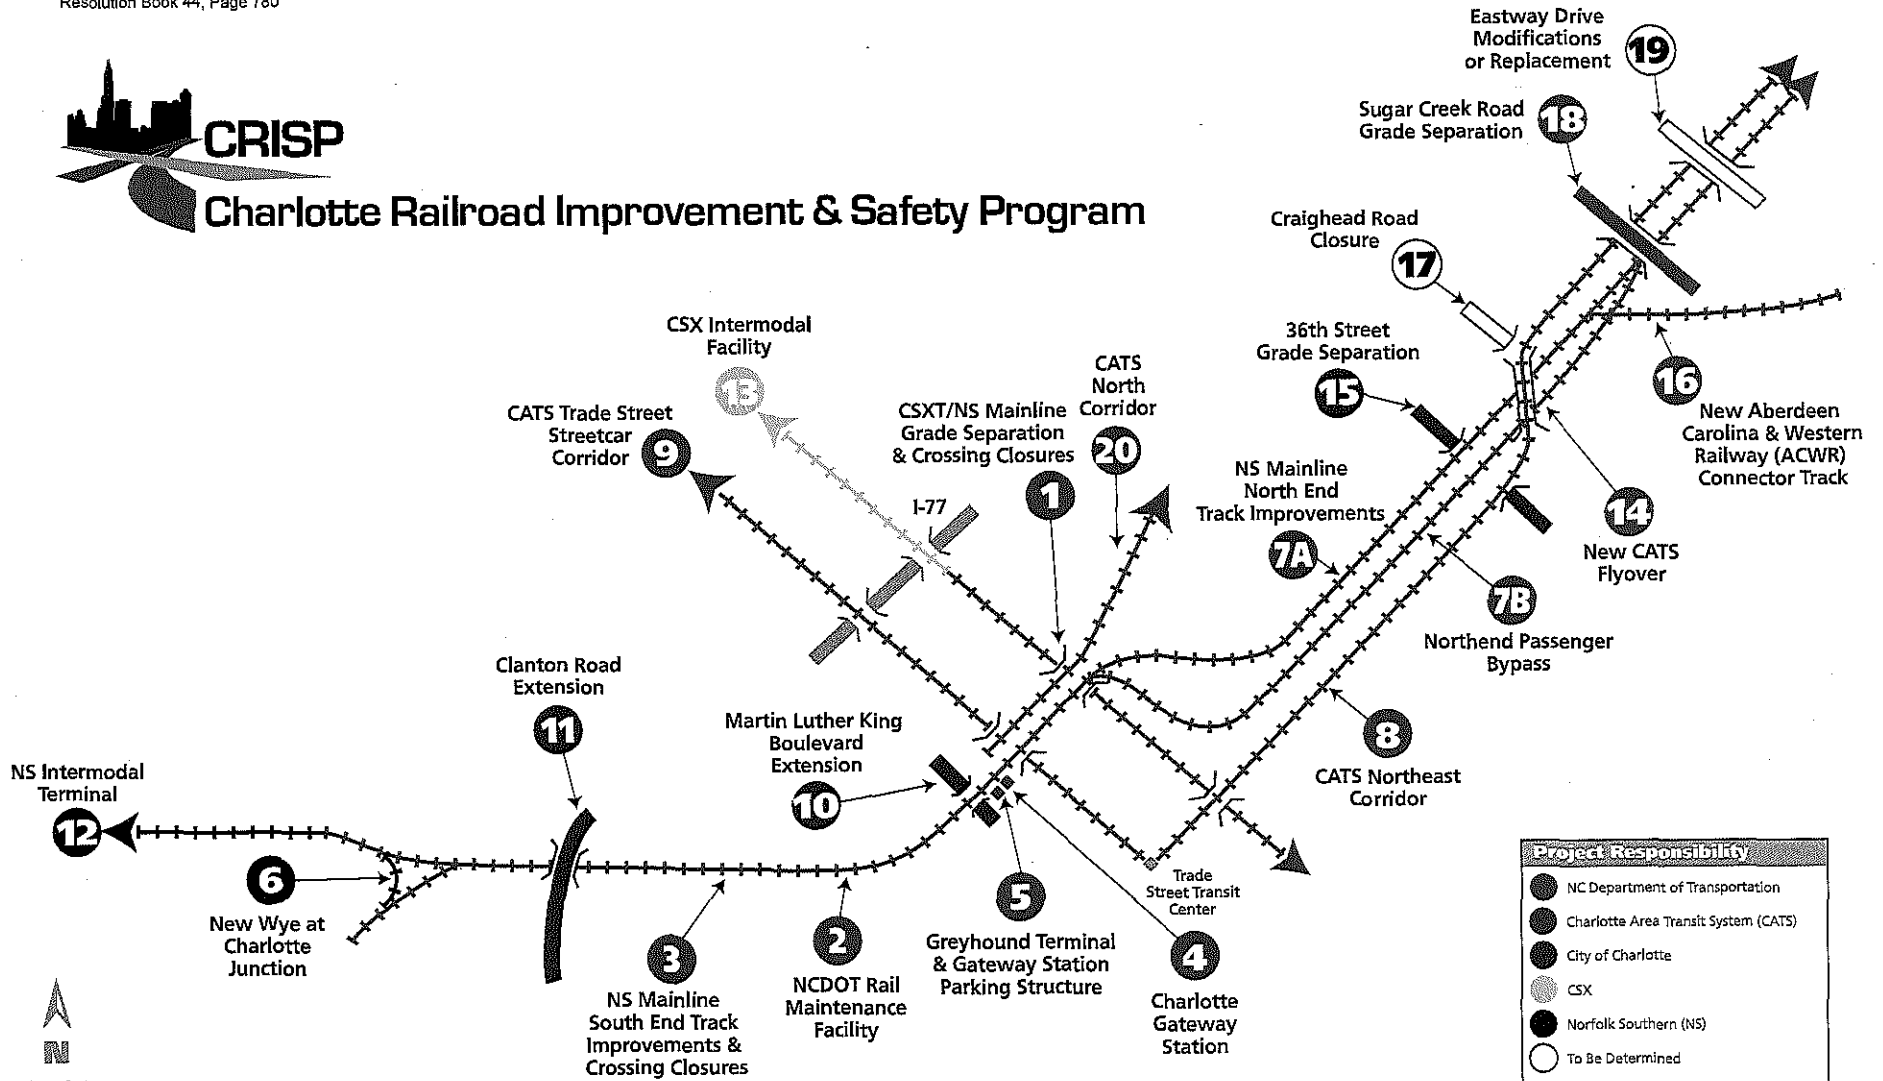 Resolution Book 44, Page 780
CRISP
Charlotte Railroad Improvement & Safety Program
Eastway Drive
Modifications
or Replacement
19
Sugar Creek Road
Grade Separation
18
Craighead Road
Closure
17
36th Street
Grade Separation
15
CSX Intermodal
Facility
13
CATS Trade Street
Streetcar
Corridor
9
CSXT/NS Mainline
Grade Separation
& Crossing Closures
1
CATS
North
Corridor
20
I-77
NS Mainline
North End
Track Improvements
7A
16
New Aberdeen
Carolina & Western
Railway (ACWR)
Connector Track
14
New CATS
Flyover
7B
Northend Passenger
Bypass
8
CATS Northeast
Corridor
Clanton Road
Extension
11
Martin Luther King
Boulevard
Extension
10
NS Intermodal
Terminal
12
6
New Wye at
Charlotte
Junction
3
NS Mainline
South End Track
Improvements &
Crossing Closures
2
NCDOT Rail
Maintenance
Facility
5
Greyhound Terminal
& Gateway Station
Parking Structure
4
Charlotte
Gateway
Station
Trade
Street Transit
Center
N
Project Responsibility
NC Department of Transportation
Charlotte Area Transit System (CATS)
City of Charlotte
CSX
Norfolk Southern (NS)
To Be Determined